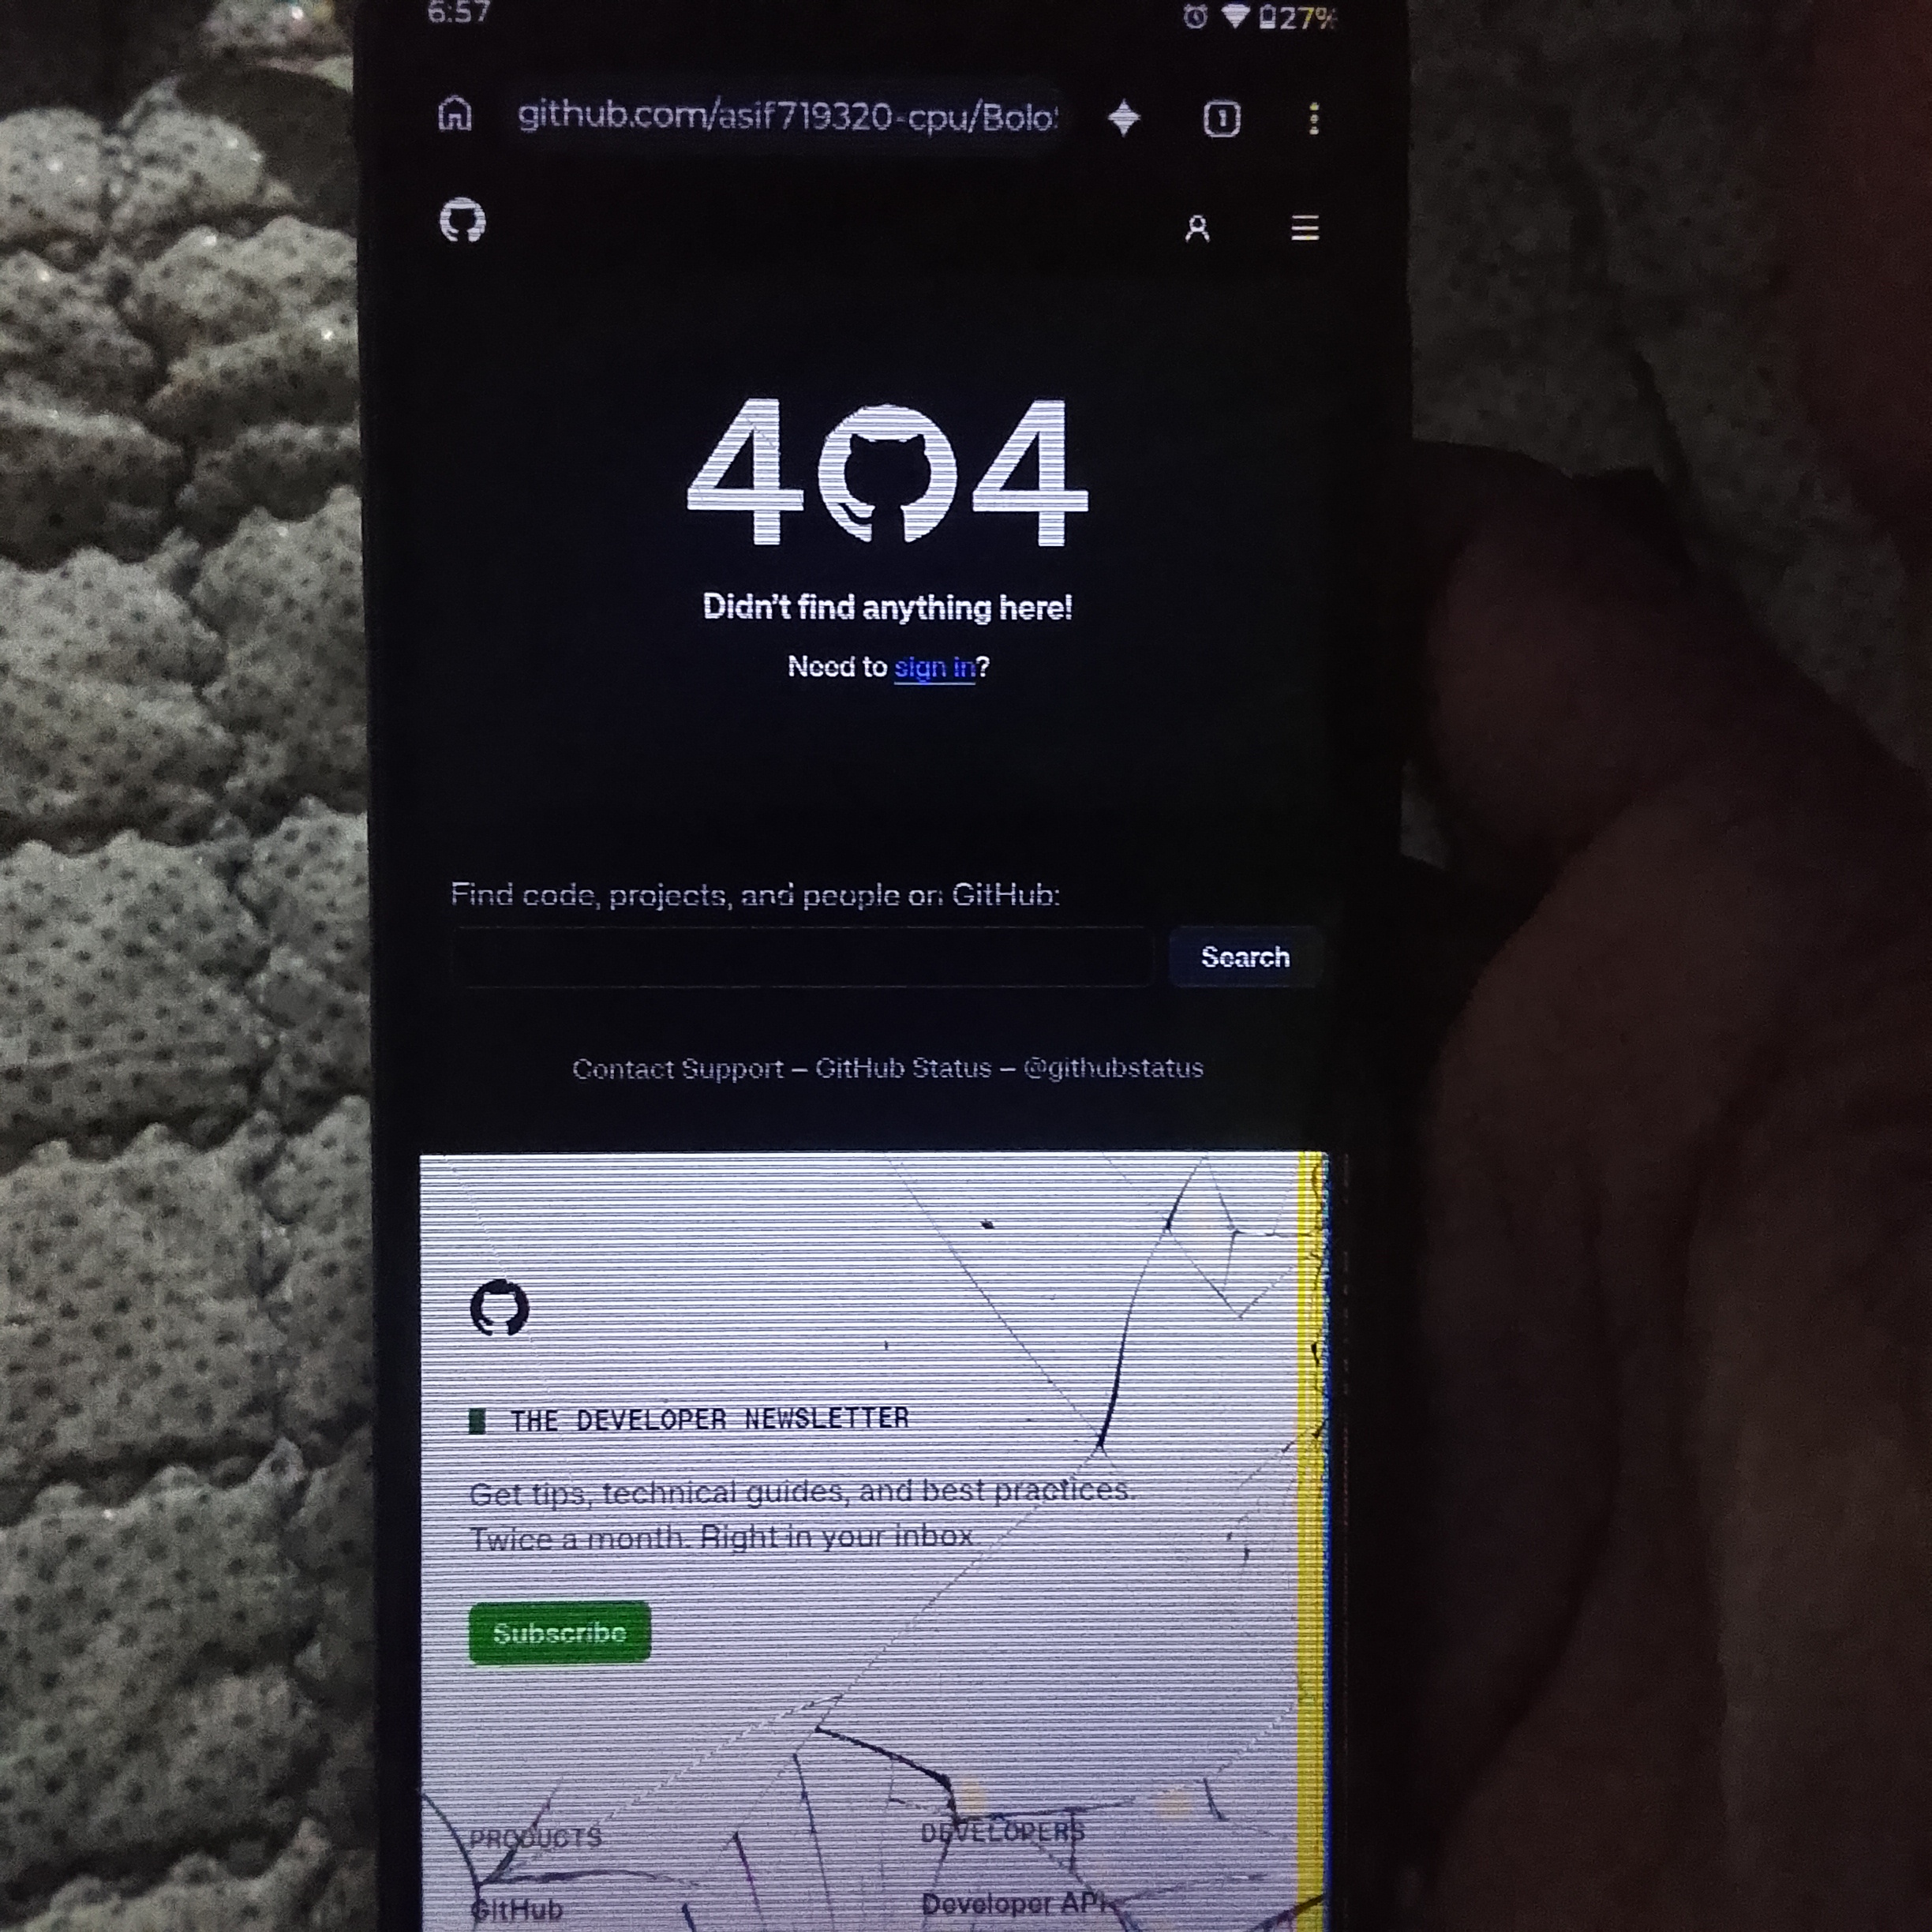 6:57
27%
github.com/asif719320-cpu/Bolo
1
404
Didn't find anything here!
Need to sign in?
Find code, projects, and people on GitHub:
Search
Contact Support – GitHub Status – @githubstatus
THE DEVELOPER NEWSLETTER
Get tips, technical guides, and best practices.
Twice a month. Right in your inbox.
Subscribe
PRODUCTS
DEVELOPERS
GitHub
Developer API